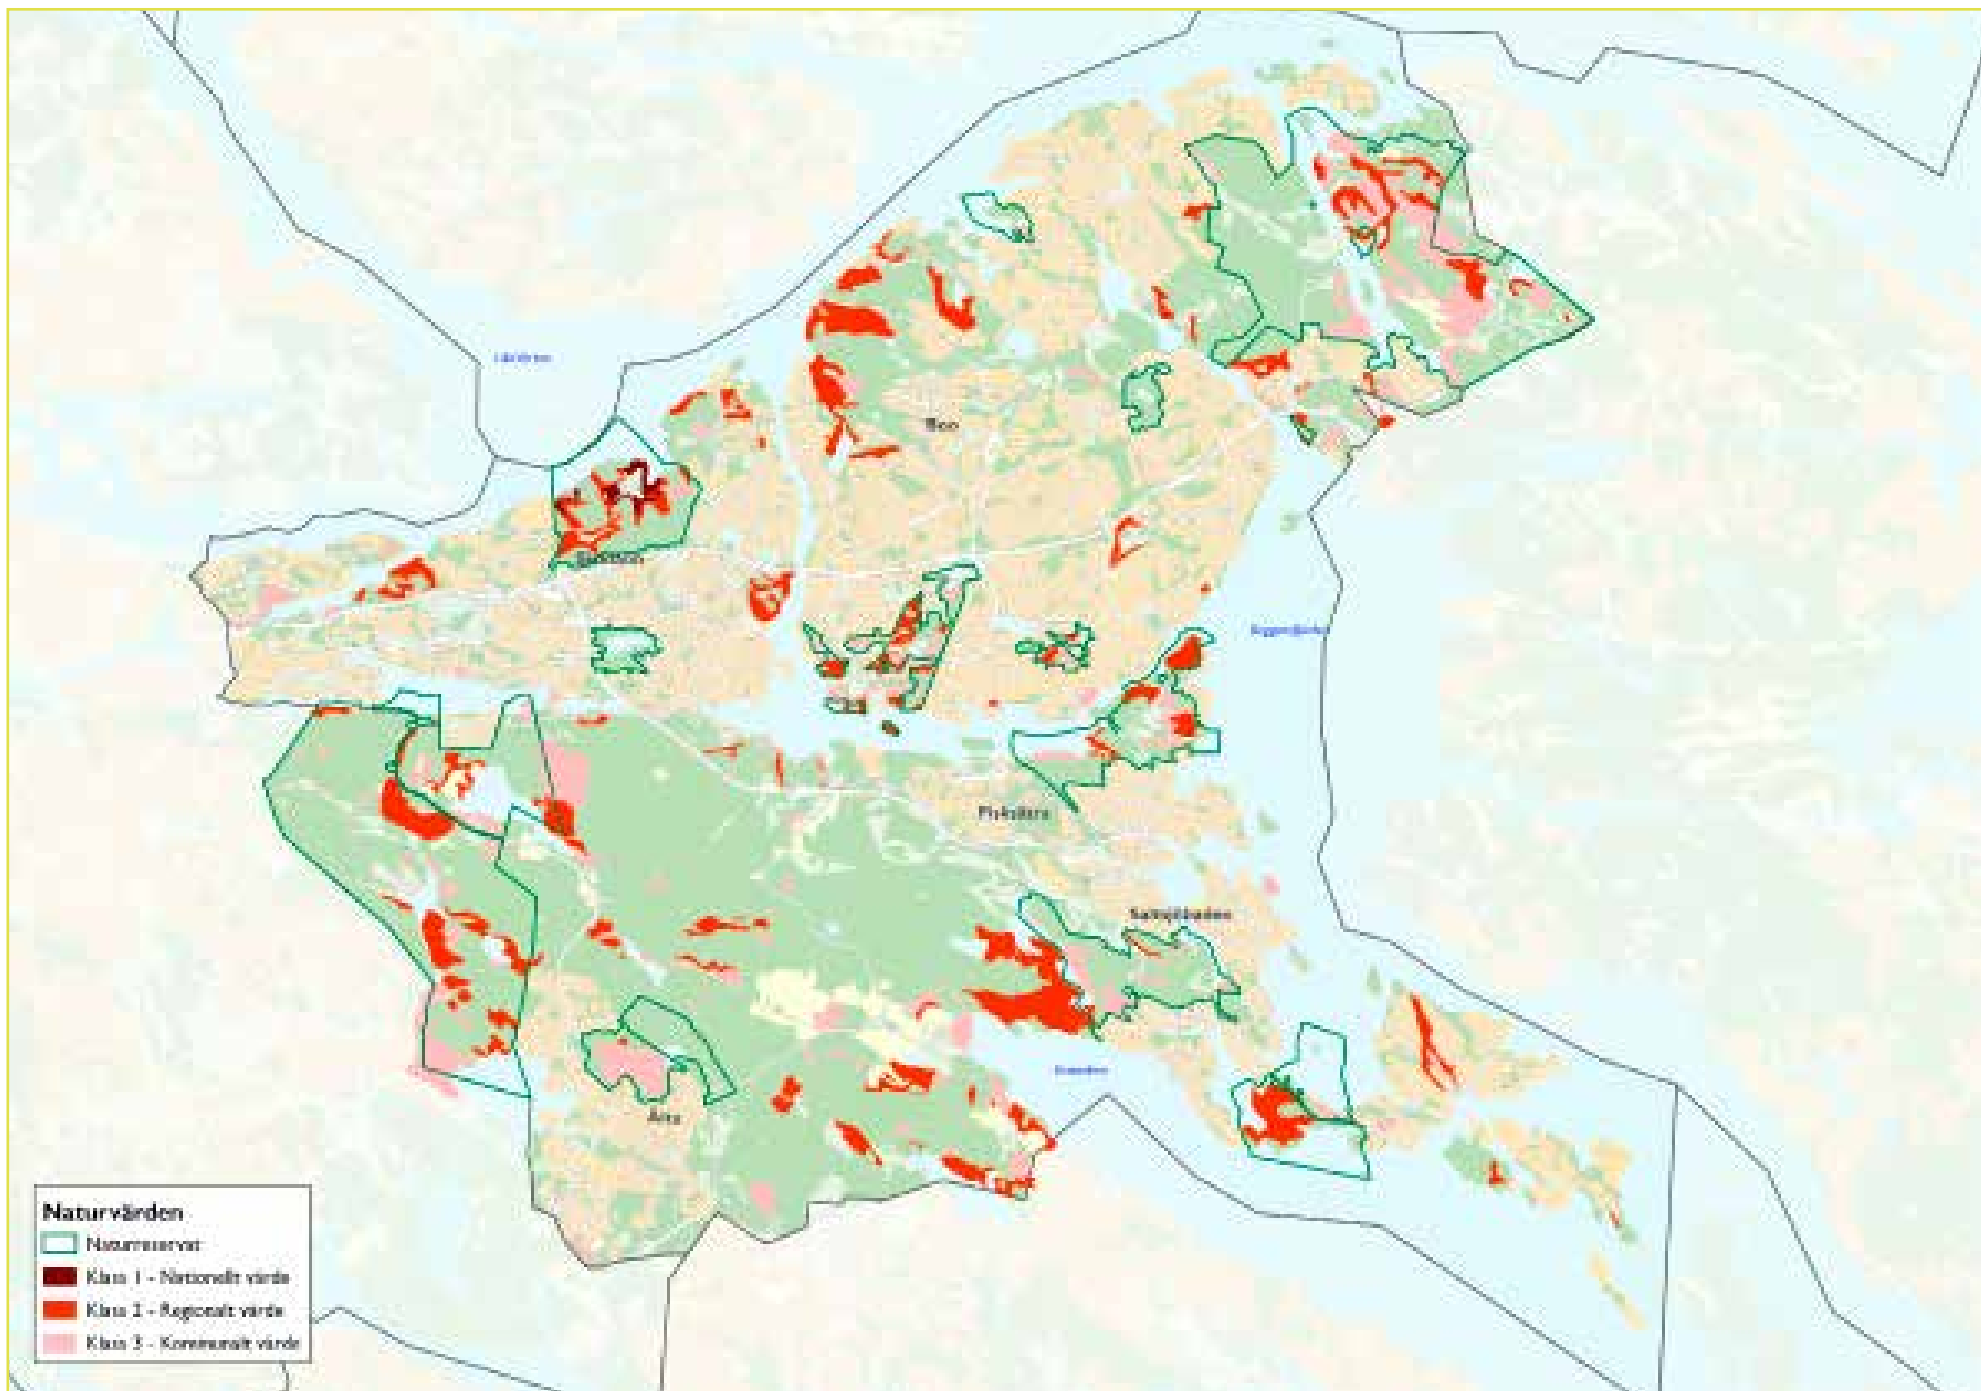 Boo
Fisksätra
Saltsjöbaden
Älta
Naturvärden
Naturreservat
Klass 1 - Nationellt värde
Klass 2 - Regionalt värde
Klass 3 - Kommunalt värde